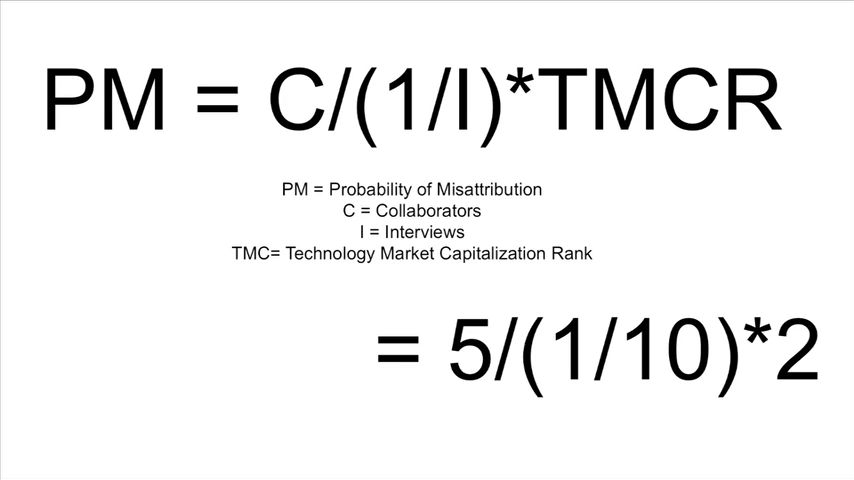 PM = C/(1/I)*TMCR
PM = Probability of Misattribution
C = Collaborators
I = Interviews
TMC= Technology Market Capitalization Rank
= 5/(1/10)*2